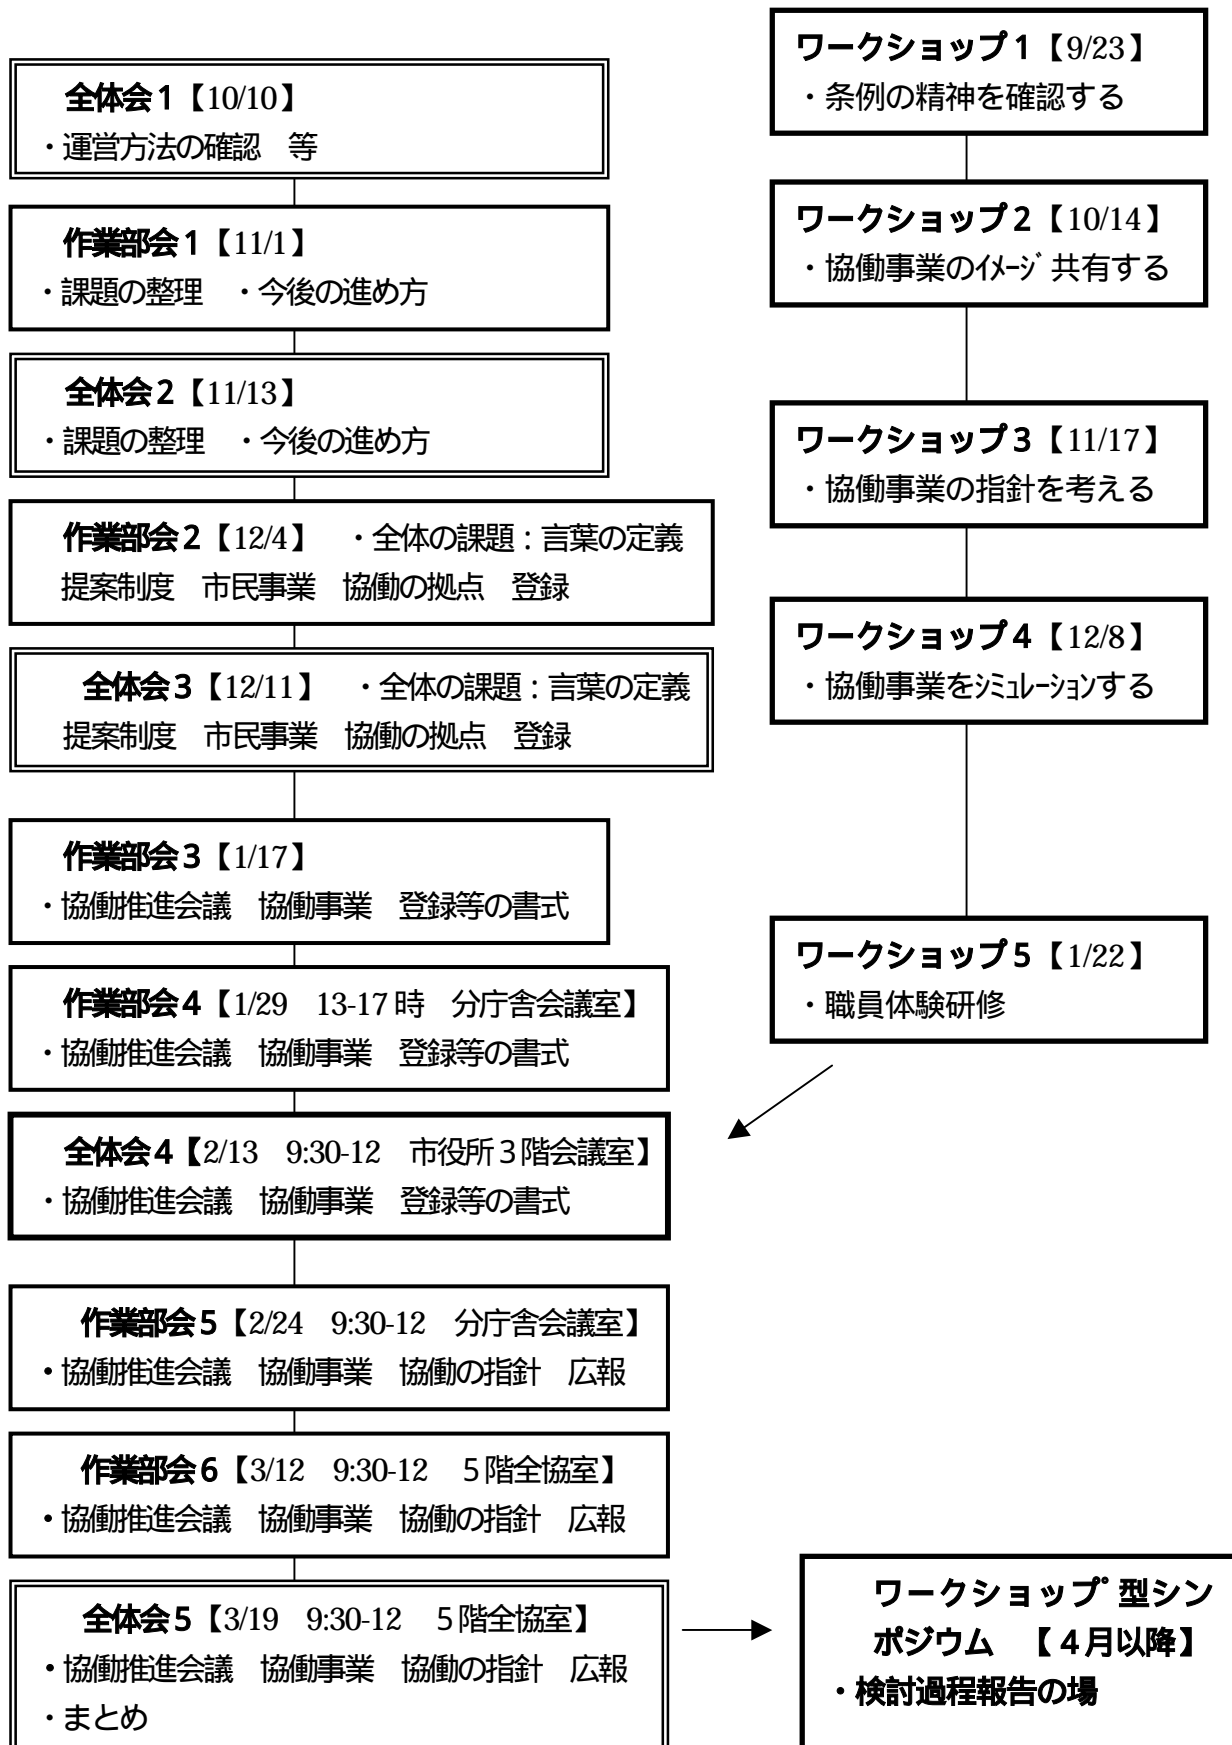 全体会1【10/10】
・運営方法の確認　等
作業部会1【11/1】
・課題の整理　・今後の進め方
全体会2【11/13】
・課題の整理　・今後の進め方
作業部会2【12/4】　・全体の課題：言葉の定義
提案制度　市民事業　協働の拠点　登録
全体会3【12/11】　・全体の課題：言葉の定義
提案制度　市民事業　協働の拠点　登録
作業部会3【1/17】
・協働推進会議　協働事業　登録等の書式
作業部会4【1/29　13-17時　分庁舎会議室】
・協働推進会議　協働事業　登録等の書式
全体会4【2/13　9:30-12　市役所3階会議室】
・協働推進会議　協働事業　登録等の書式
作業部会5【2/24　9:30-12　分庁舎会議室】
・協働推進会議　協働事業　協働の指針　広報
作業部会6【3/12　9:30-12　5階全協室】
・協働推進会議　協働事業　協働の指針　広報
全体会5【3/19　9:30-12　5階全協室】
・協働推進会議　協働事業　協働の指針　広報
・まとめ
ワークショップ1【9/23】
・条例の精神を確認する
ワークショップ2【10/14】
・協働事業のｲﾒｰｼﾞ共有する
ワークショップ3【11/17】
・協働事業の指針を考える
ワークショップ4【12/8】
・協働事業をｼﾐｭﾚｰｼｮﾝする
ワークショップ5【1/22】
・職員体験研修
ワークショップ型シン
ポジウム　【4月以降】
・検討過程報告の場